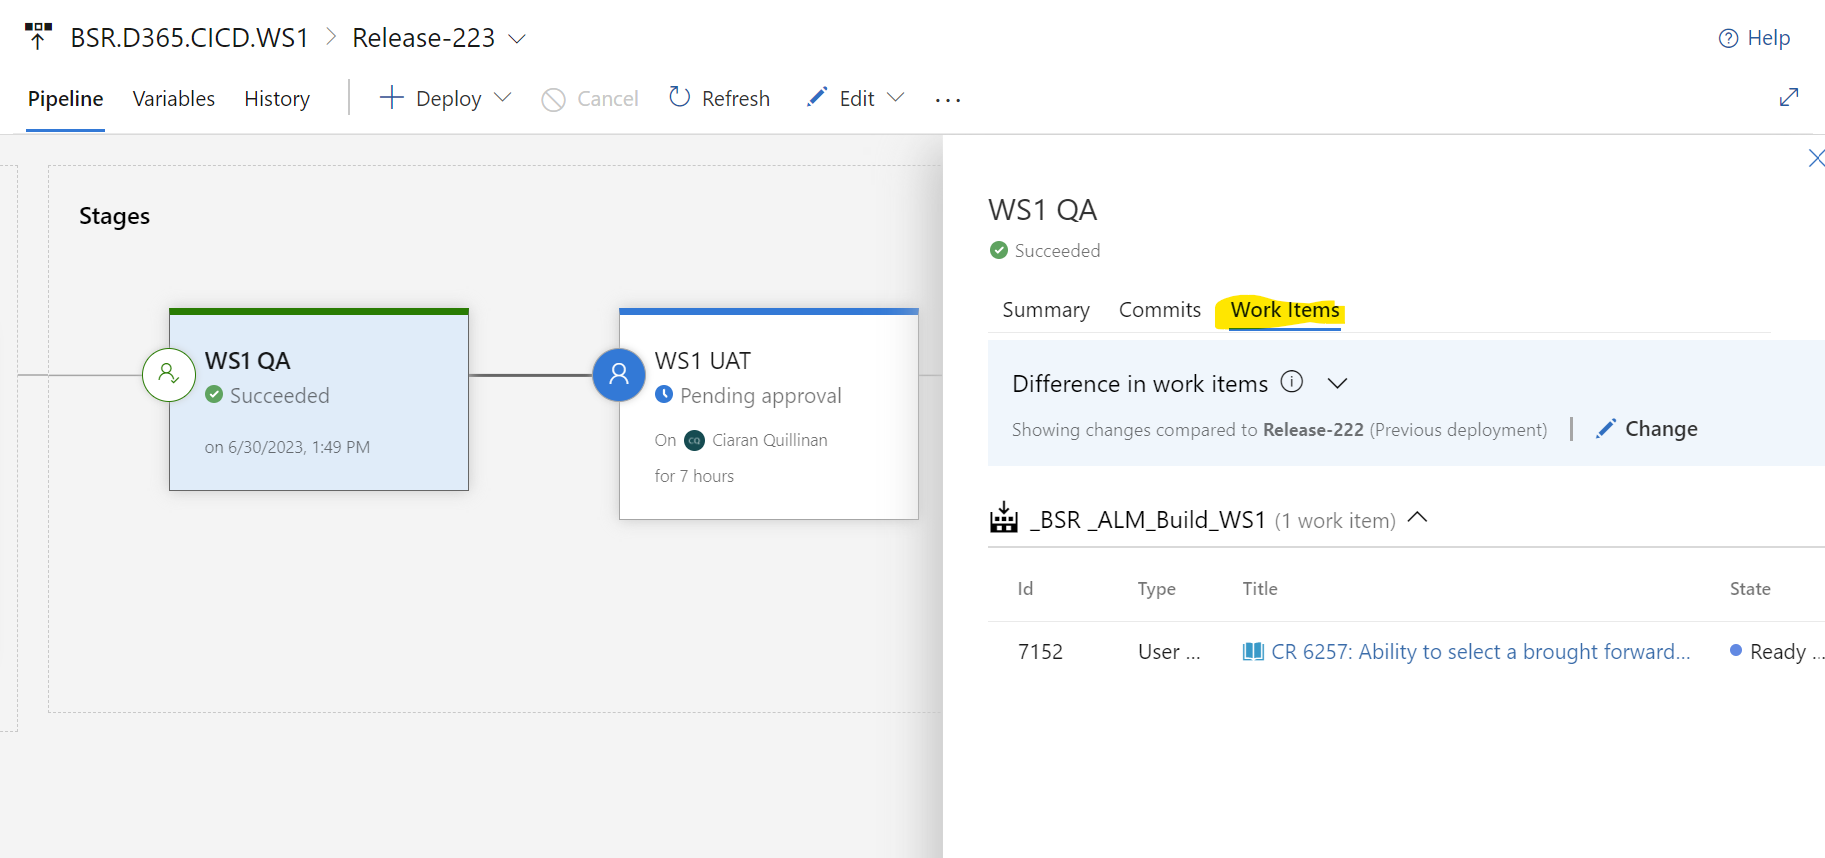 BSR.D365.CICD.WS1 > Release-223
Help
Pipeline Variables History Deploy Cancel Refresh Edit ...
Stages
WS1 QA
Succeeded
on 6/30/2023, 1:49 PM
WS1 UAT
Pending approval
On CQ Ciaran Quillinan
for 7 hours
WS1 QA
Succeeded
Summary Commits Work Items
Difference in work items
Showing changes compared to Release-222 (Previous deployment) | Change
_BSR _ALM_Build_WS1 (1 work item)
Id Type Title State
7152 User ... CR 6257: Ability to select a brought forward... Ready ...